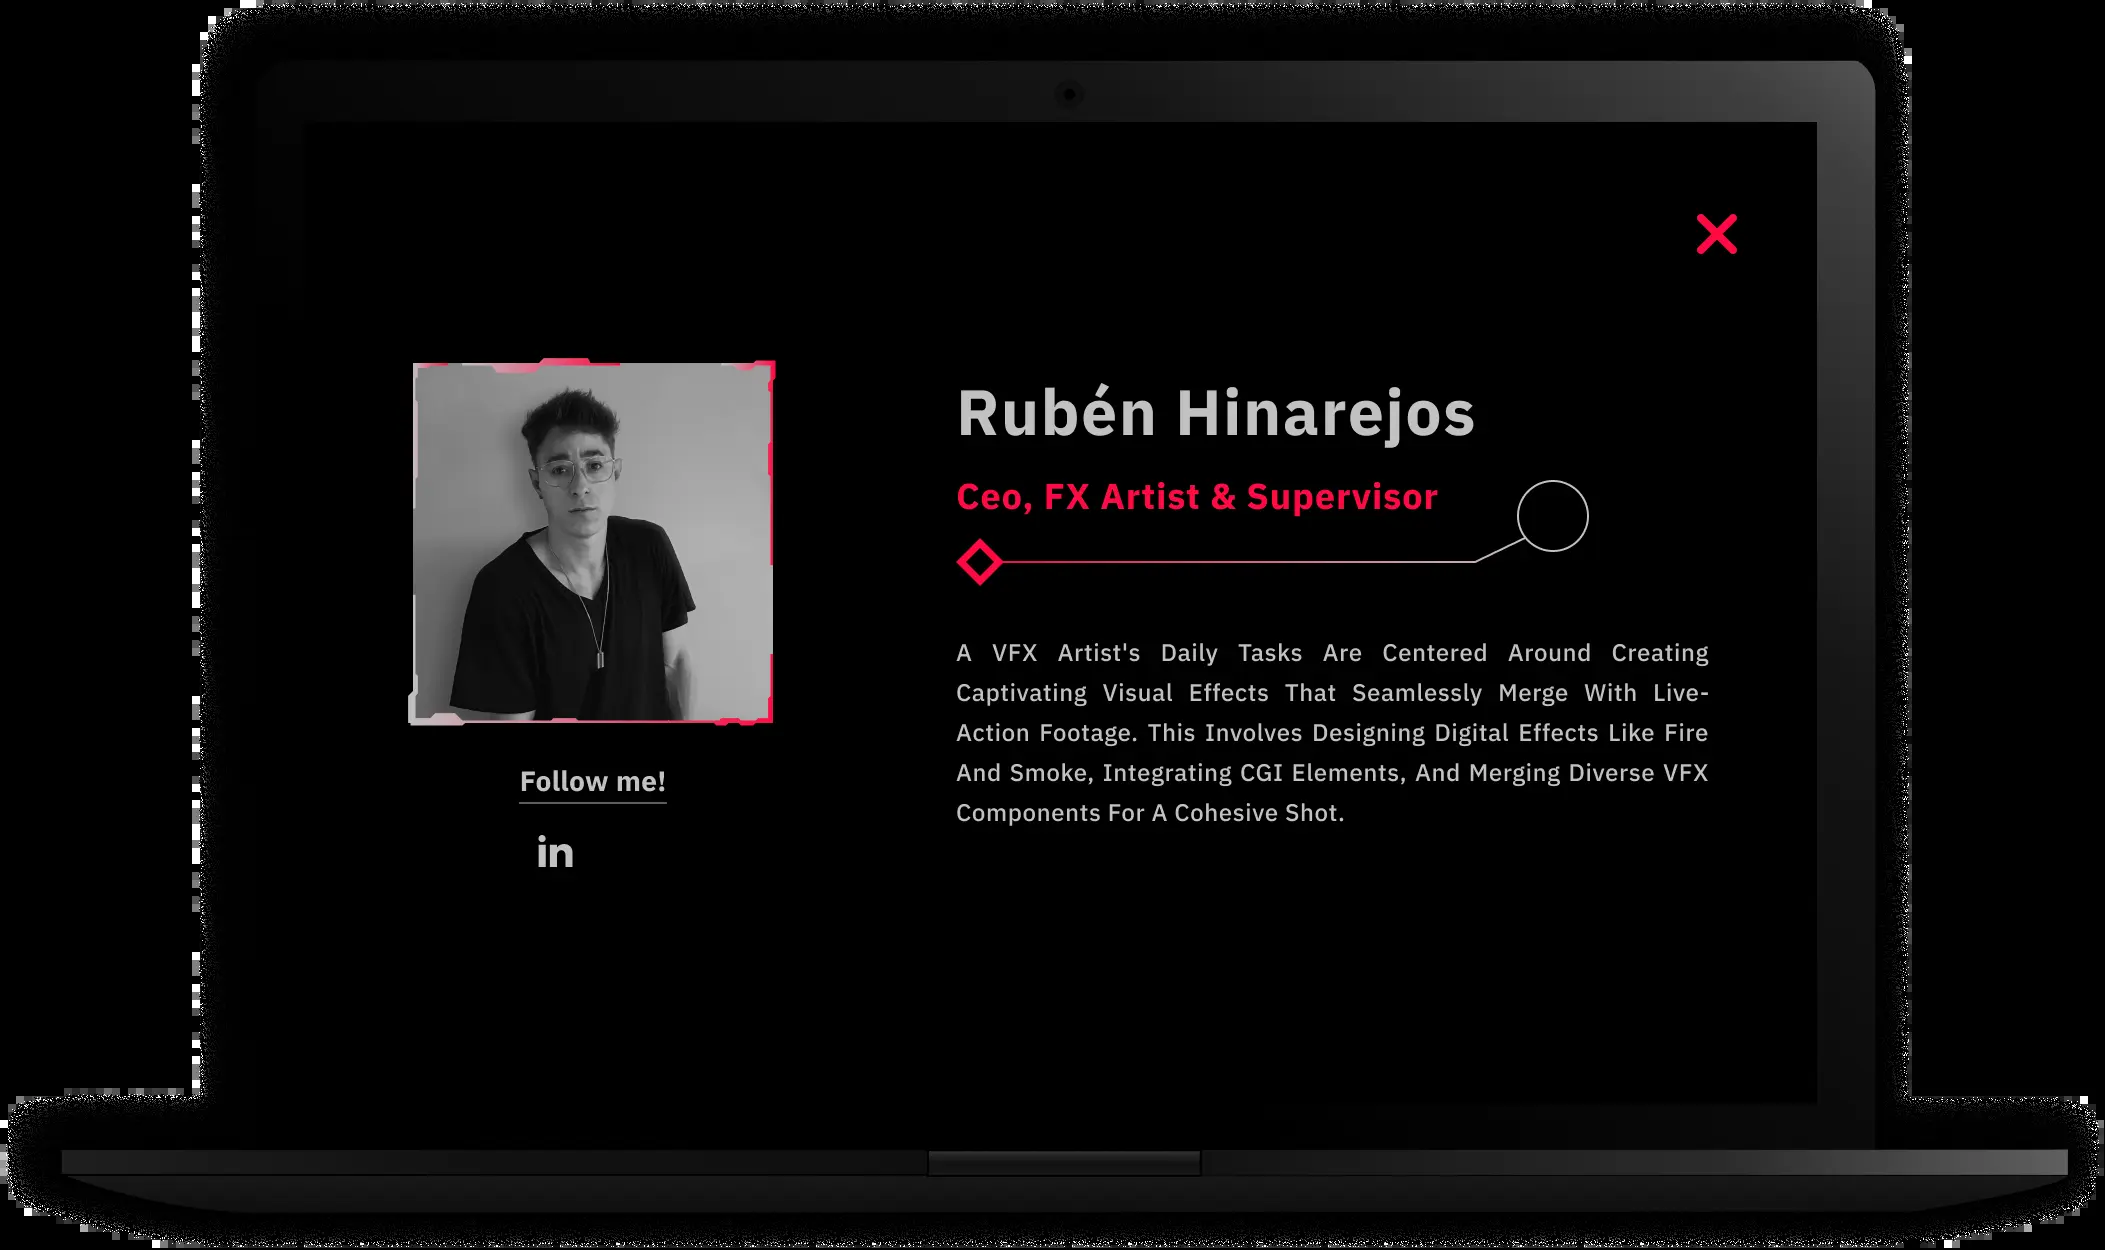 Rubén Hinarejos
Ceo, FX Artist & Supervisor
A VFX Artist's Daily Tasks Are Centered Around Creating
Captivating Visual Effects That Seamlessly Merge With Live-
Action Footage. This Involves Designing Digital Effects Like Fire
And Smoke, Integrating CGI Elements, And Merging Diverse VFX
Components For A Cohesive Shot.
Follow me!
in